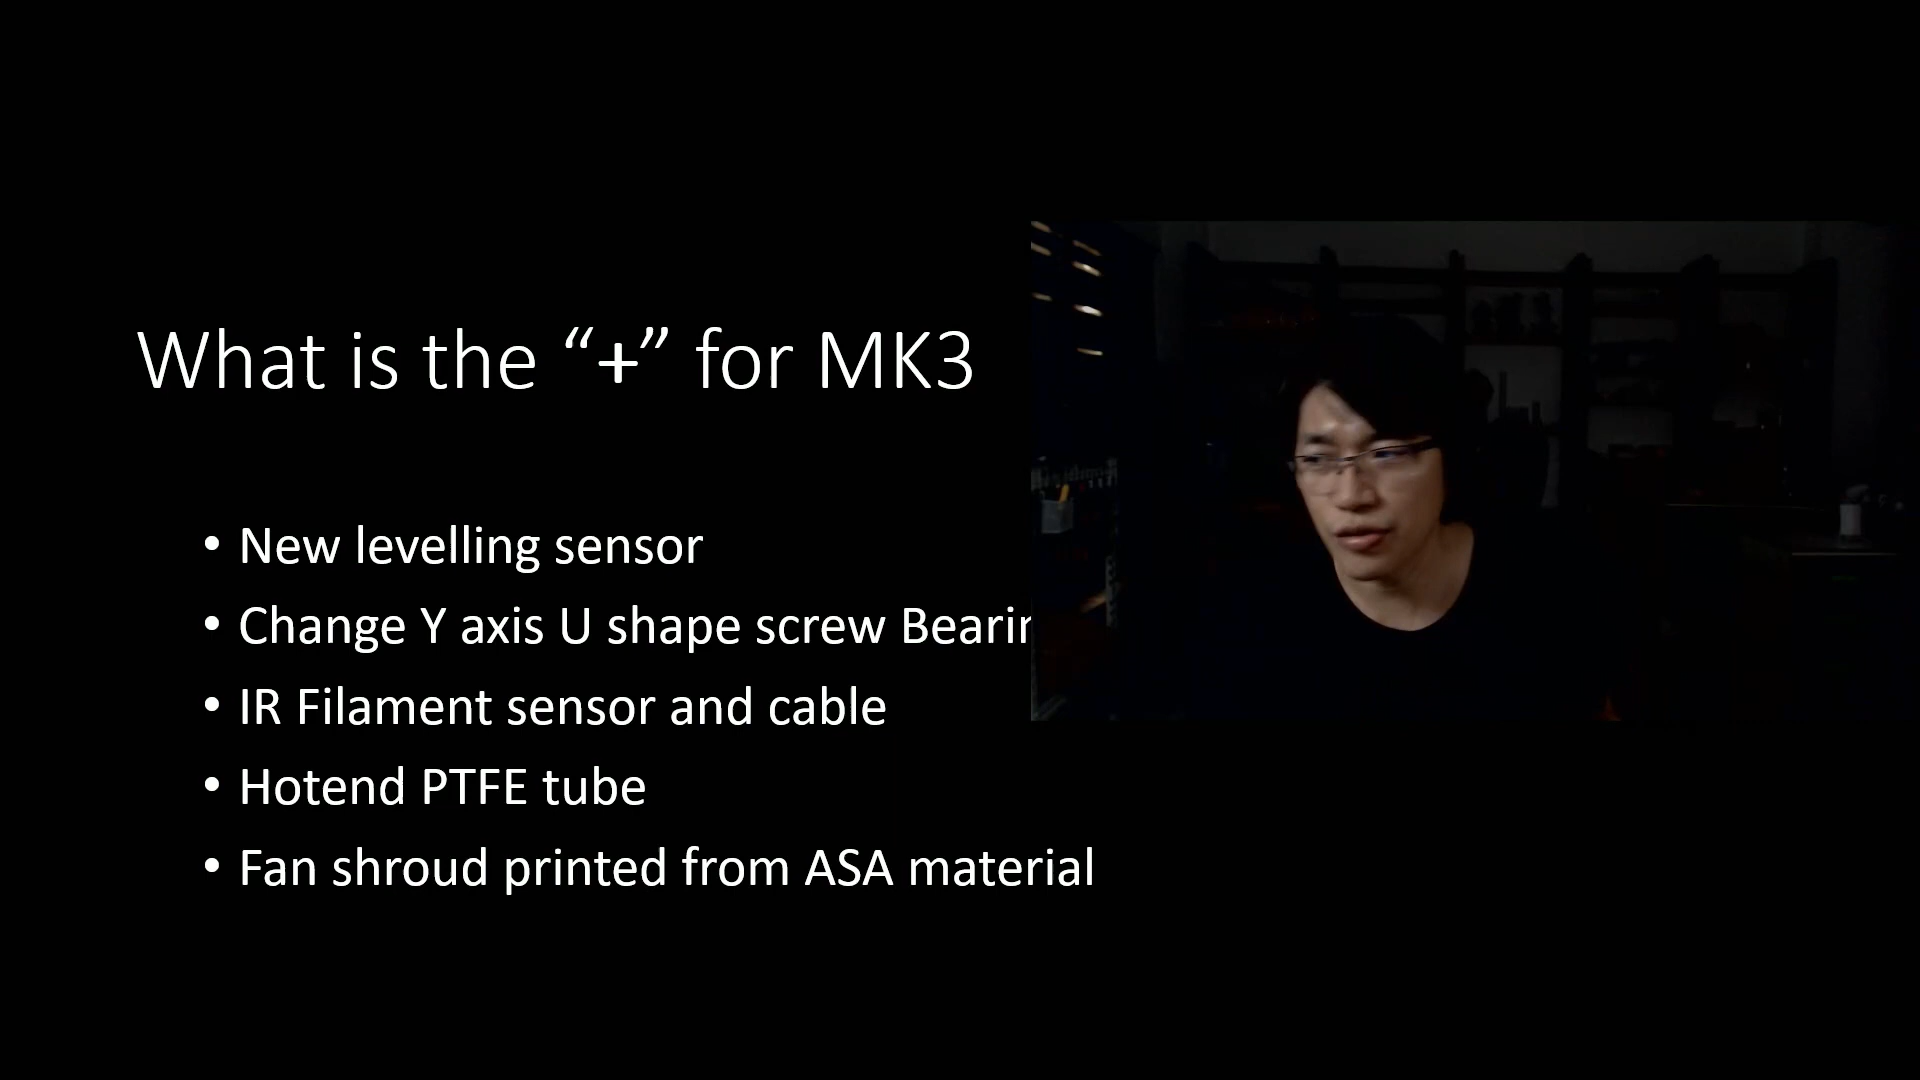 What is the “+” for MK3
• New levelling sensor
• Change Y axis U shape screw
• IR Filament sensor and cable
• Hotend PTFE tube
• Fan shroud printed from ASA material